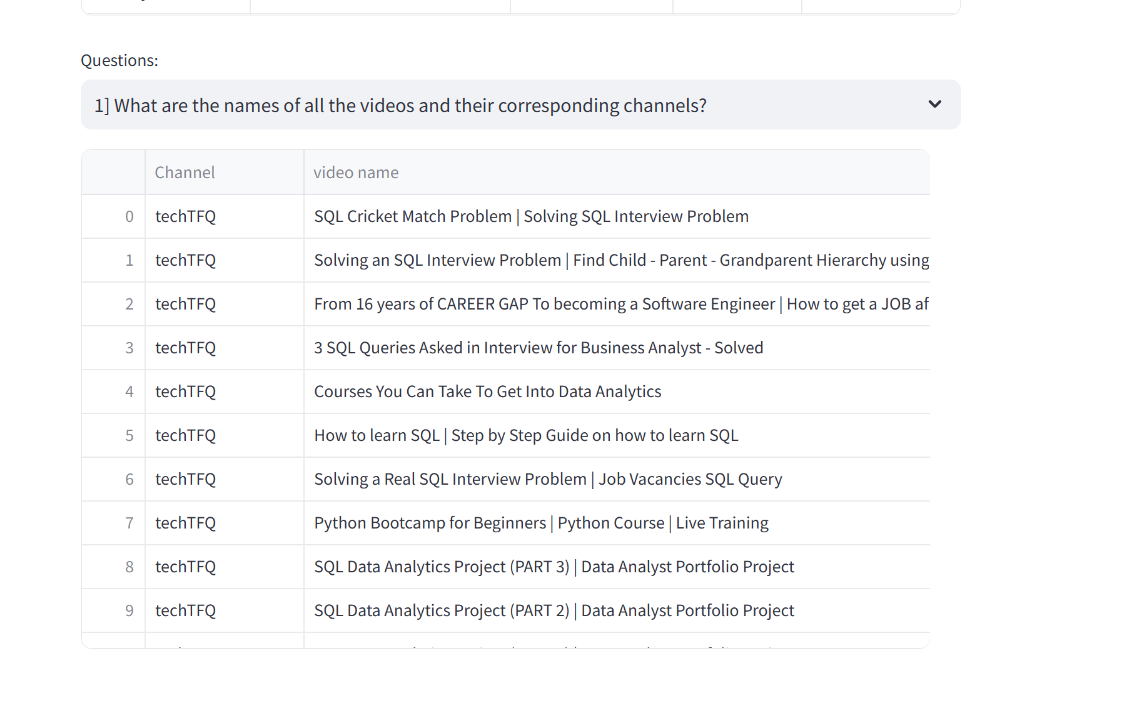 Questions:
1] What are the names of all the videos and their corresponding channels?
Channel video name
0 techTFQ SQL Cricket Match Problem | Solving SQL Interview Problem
1 techTFQ Solving an SQL Interview Problem | Find Child - Parent - Grandparent Hierarchy using
2 techTFQ From 16 years of CAREER GAP To becoming a Software Engineer | How to get a JOB af
3 techTFQ 3 SQL Queries Asked in Interview for Business Analyst - Solved
4 techTFQ Courses You Can Take To Get Into Data Analytics
5 techTFQ How to learn SQL | Step by Step Guide on how to learn SQL
6 techTFQ Solving a Real SQL Interview Problem | Job Vacancies SQL Query
7 techTFQ Python Bootcamp for Beginners | Python Course | Live Training
8 techTFQ SQL Data Analytics Project (PART 3) | Data Analyst Portfolio Project
9 techTFQ SQL Data Analytics Project (PART 2) | Data Analyst Portfolio Project